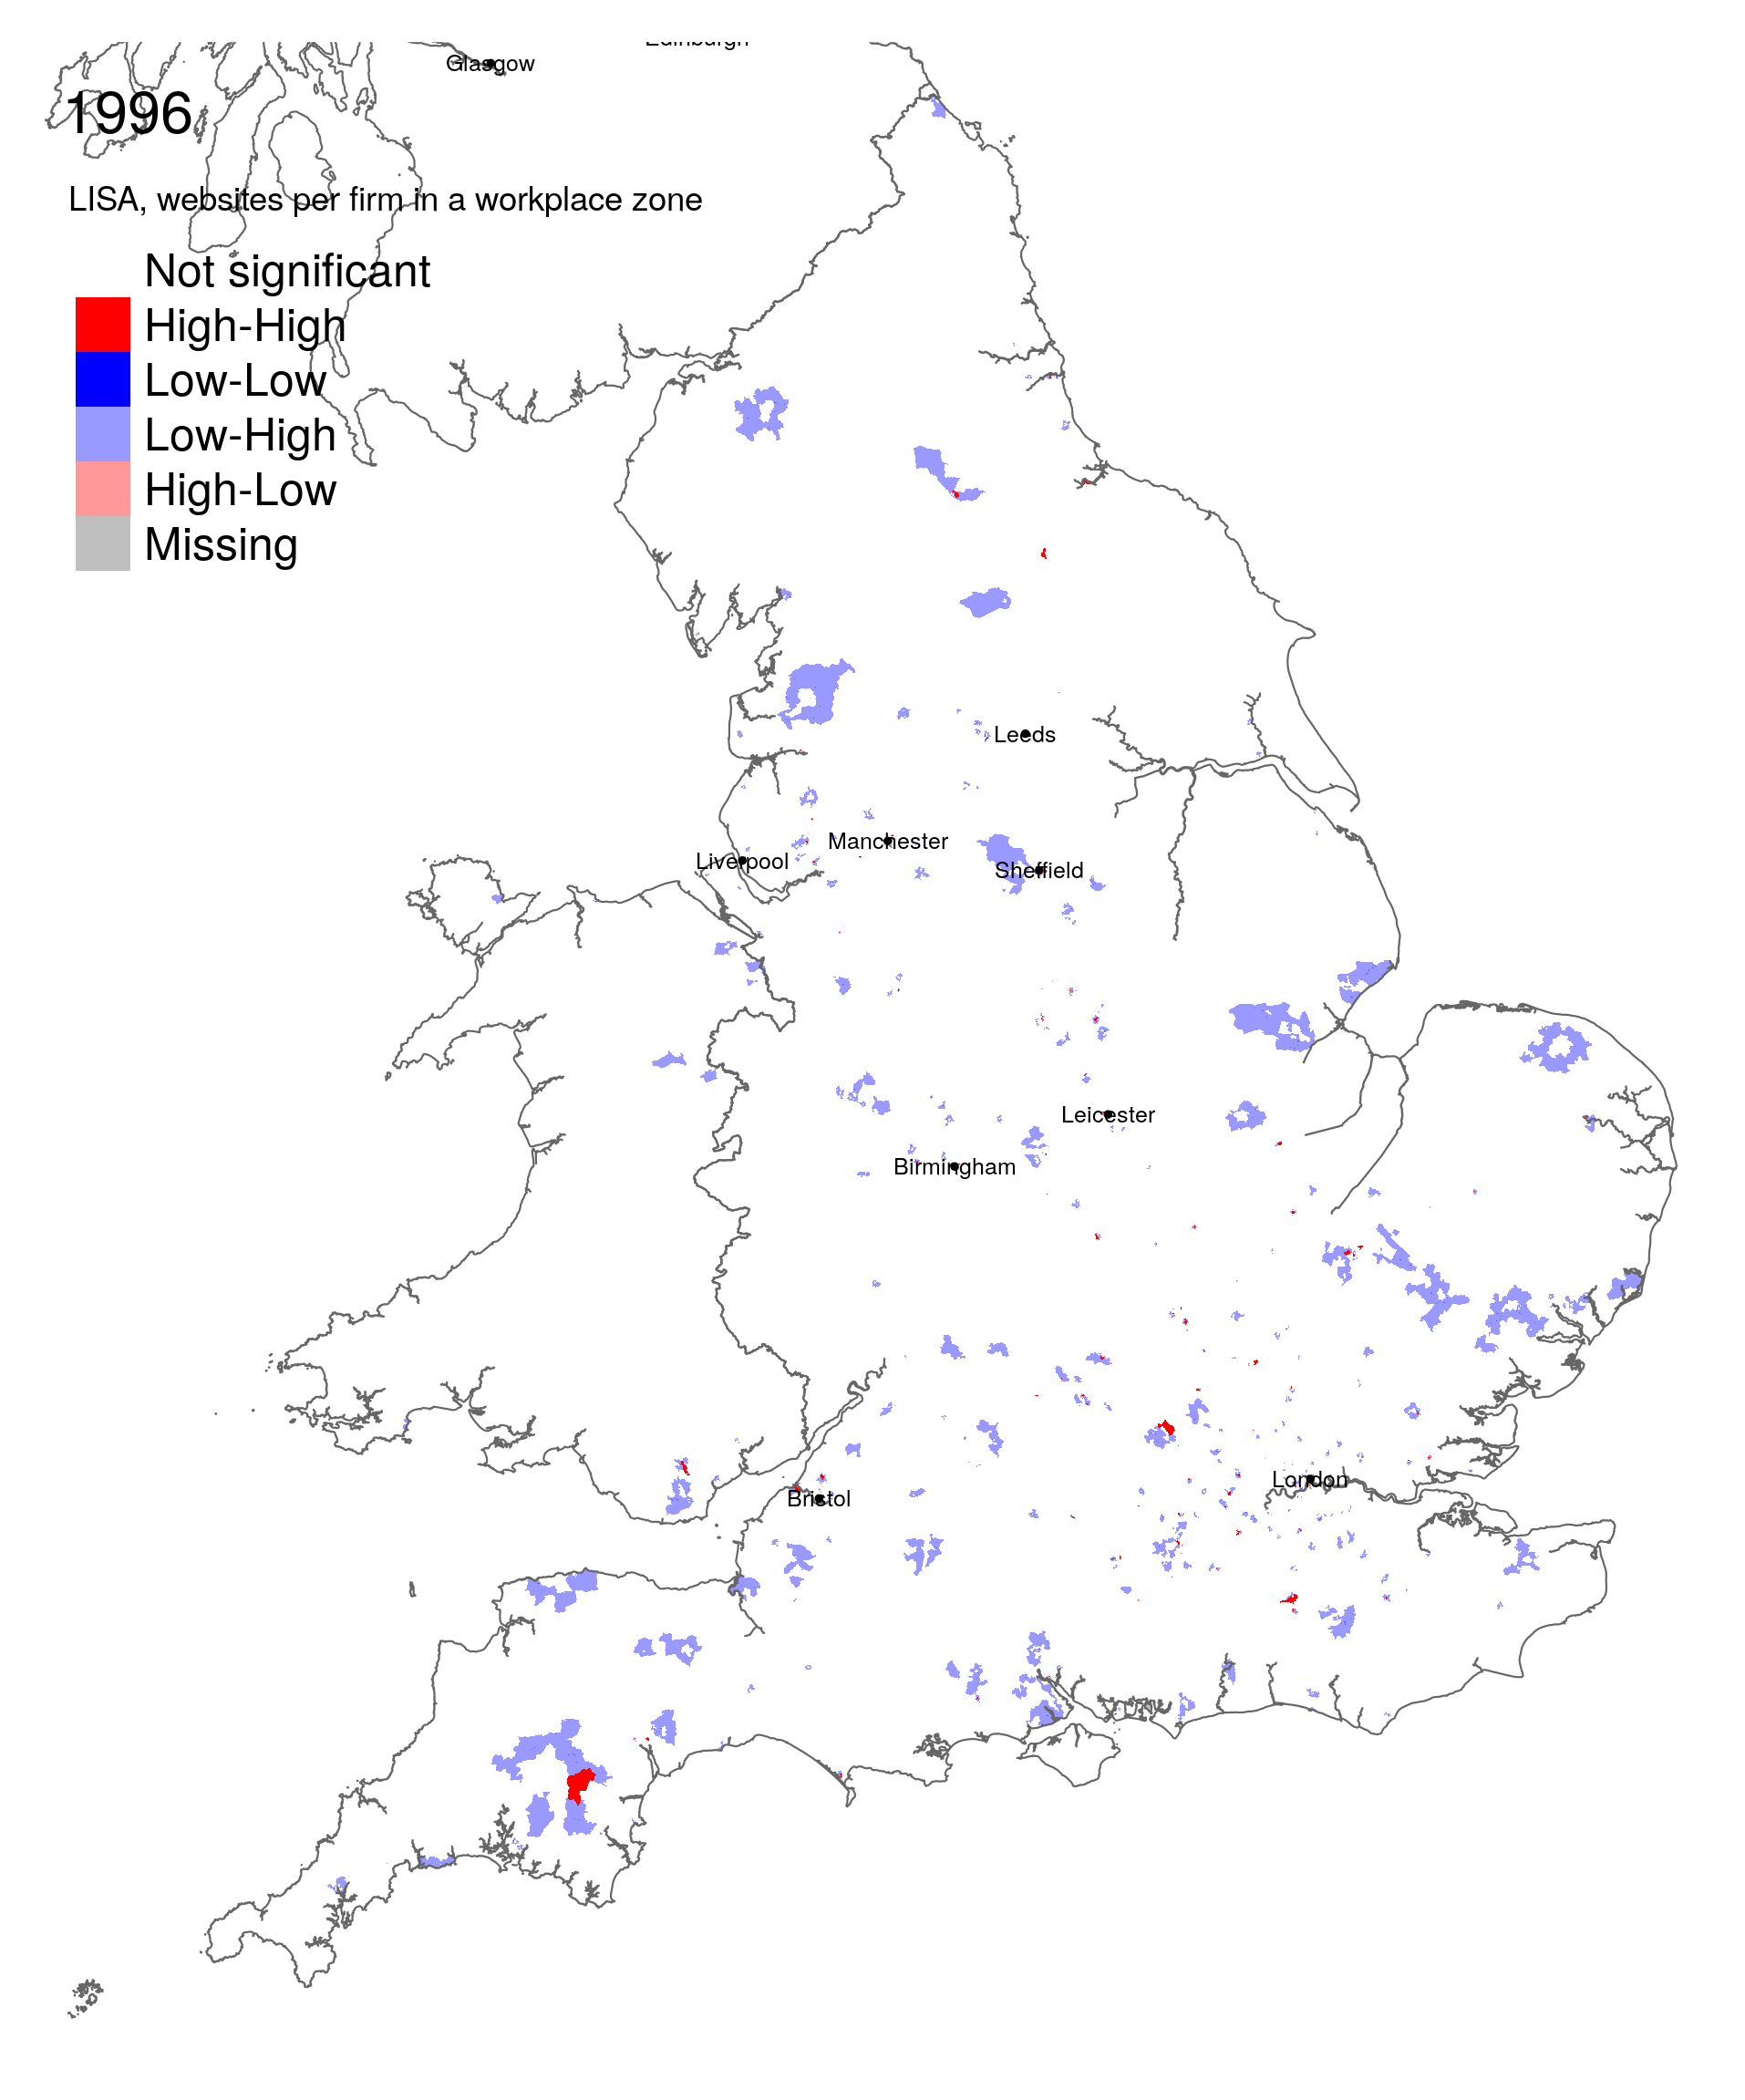 Edinburgh
Glasgow
1996
LISA, websites per firm in a workplace zone
Not significant
High-High
Low-Low
Low-High
High-Low
Missing
Leeds
Manchester
Liverpool
Sheffield
Leicester
Birmingham
London
Bristol